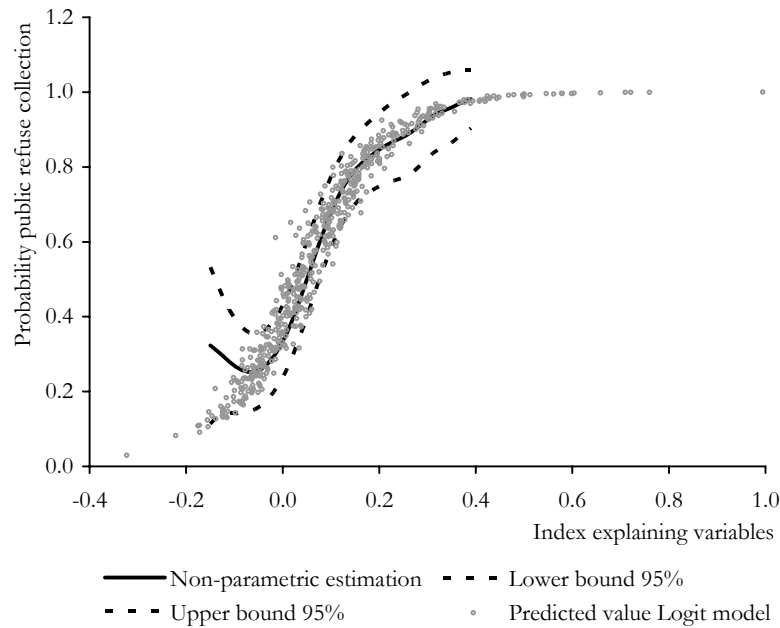 Probability public refuse collection
1.2
1.0
0.8
0.6
0.4
0.2
0.0
-0.4 -0.2 0.0 0.2 0.4 0.6 0.8 1.0
Index explaining variables
Non-parametric estimation Lower bound 95%
Upper bound 95% Predicted value Logit model